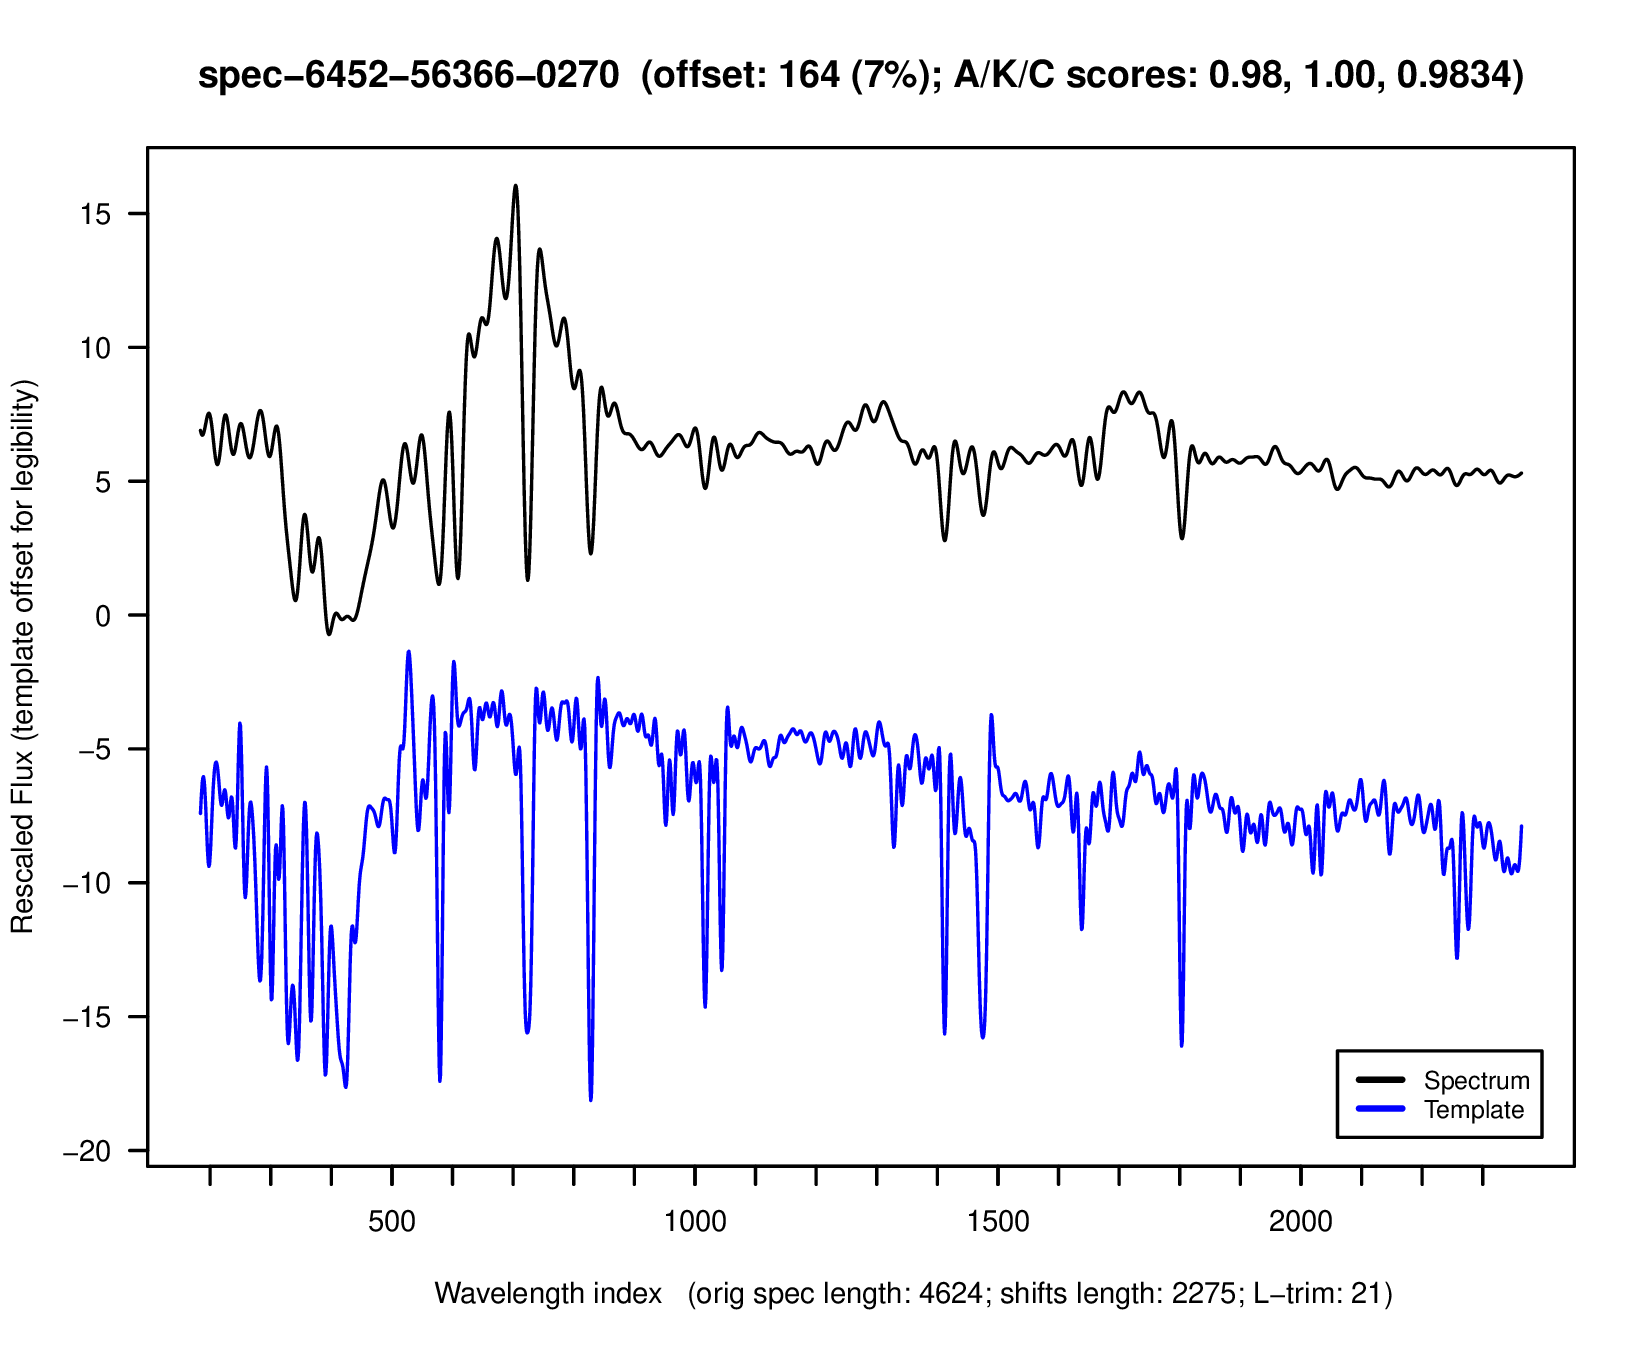 spec−6452−56366−0270 (offset: 164 (7%); A/K/C scores: 0.98, 1.00, 0.9834)
Rescaled Flux (template offset for legibility)
15
10
5
0
−5
−10
−15
−20
Spectrum
Template
500 1000 1500 2000
Wavelength index (orig spec length: 4624; shifts length: 2275; L−trim: 21)